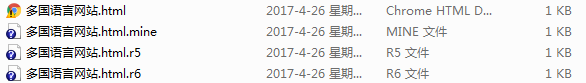 多国语言网站.html 2017-4-26 星期... Chrome HTML D... 1 KB
多国语言网站.html.mine 2017-4-26 星期... MINE 文件 1 KB
多国语言网站.html.r5 2017-4-26 星期... R5 文件 1 KB
多国语言网站.html.r6 2017-4-26 星期... R6 文件 1 KB